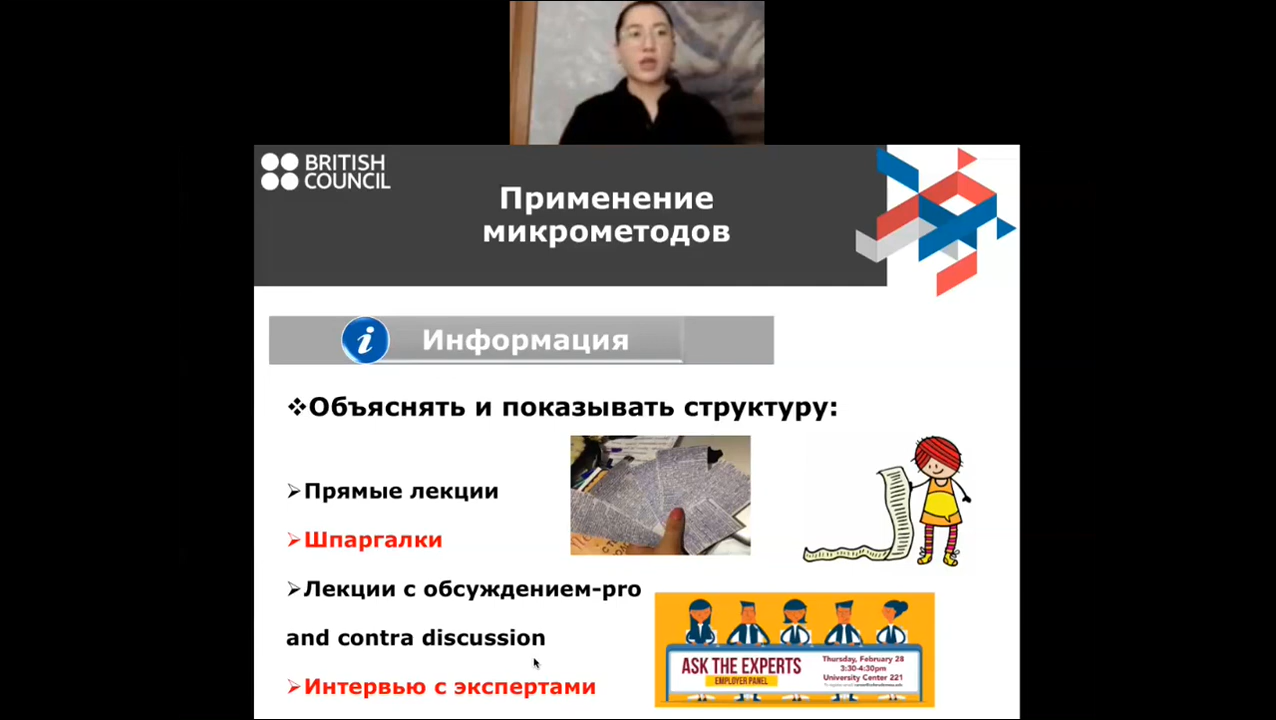 BRITISH
COUNCIL
Применение
микрометодов
i Информация
❖Объяснять и показывать структуру:
➢Прямые лекции
➢Шпаргалки
➢Лекции с обсуждением-pro
and contra discussion
➢Интервью с экспертами
ASK THE EXPERTS
EMPLOYER PANEL
Thursday, February 28
3:30-4:30pm
University Center 221